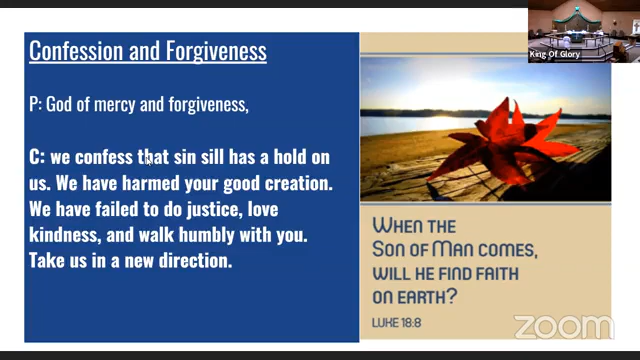 Confession and Forgiveness
P: God of mercy and forgiveness,
C: we confess that sin sill has a hold on
us. We have harmed your good creation.
We have failed to do justice, love
kindness, and walk humbly with you.
Take us in a new direction.
King Of Glory
WHEN THE
SON OF MAN COMES,
WILL HE FIND FAITH
ON EARTH?
LUKE 18:8
zoom